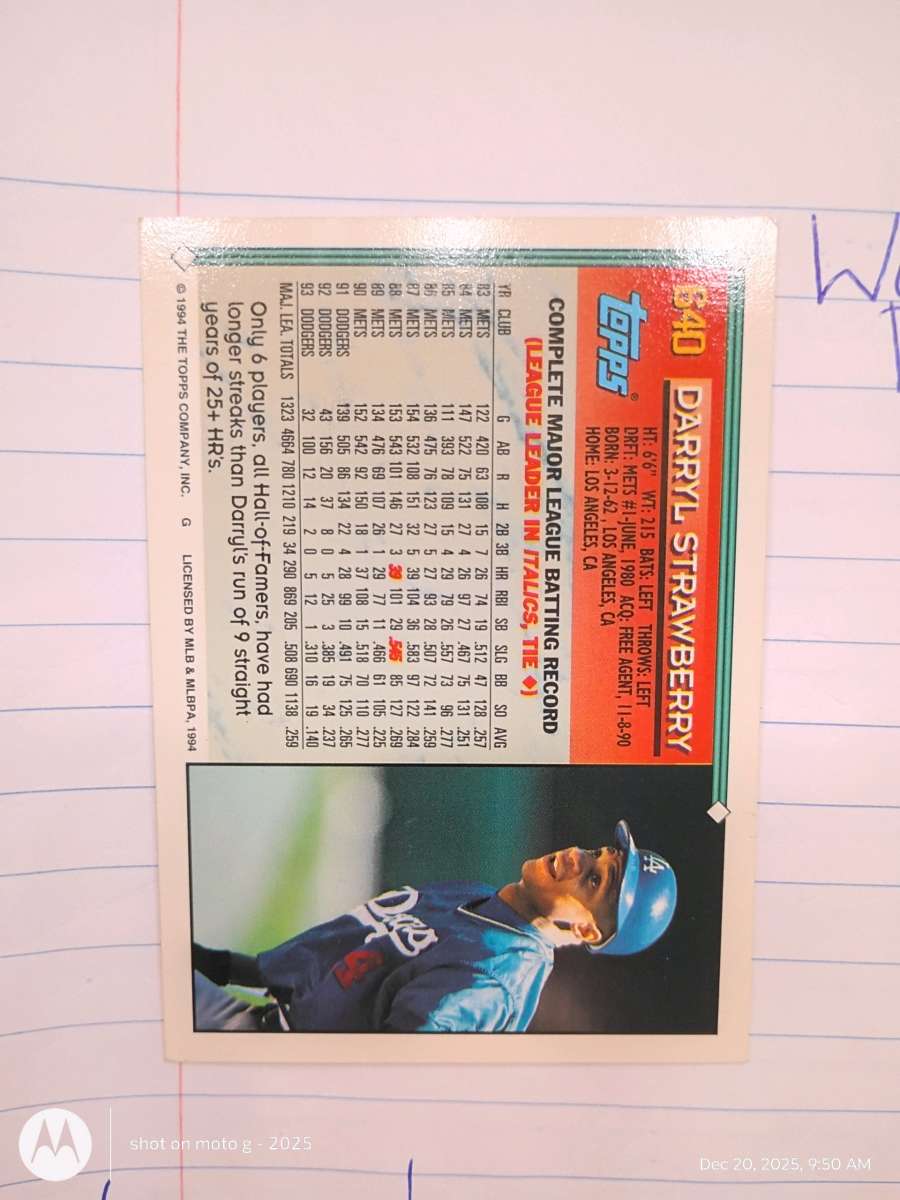 640 DARRYL STRAWBERRY
topps®
HT: 6'6" WT: 215 BATS: LEFT THROWS: LEFT
DRFT: METS #1-JUNE, 1980 ACQ: FREE AGENT, 11-8-90
BORN: 3-12-62, LOS ANGELES, CA
HOME: LOS ANGELES, CA
COMPLETE MAJOR LEAGUE BATTING RECORD
(LEAGUE LEADER IN ITALICS, TIE ♦)
YR CLUB G AB R H 2B 3B HR RBI SB SLG BB SO AVG
83 METS 122 420 63 108 15 7 26 74 19 .512 47 128 .257
84 METS 147 522 75 131 27 4 26 97 27 .467 75 131 .251
85 METS 111 393 78 109 15 4 29 79 26 .557 73 96 .277
86 METS 136 475 76 123 27 5 27 93 28 .507 72 141 .259
87 METS 154 532 108 151 32 5 39 104 36 .583 97 122 .284
88 METS 153 543 101 146 27 3 39 101 29 .545 85 127 .269
89 METS 134 476 69 107 26 1 29 77 11 .466 61 105 .225
90 METS 152 542 92 150 18 1 37 108 15 .518 70 110 .277
91 DODGERS 139 505 86 134 22 4 28 99 10 .491 75 125 .265
92 DODGERS 43 156 20 37 8 0 5 25 3 .385 19 34 .237
93 DODGERS 32 100 12 14 2 0 5 12 1 .310 16 19 .140
MAJ. LEA. TOTALS 1323 4664 780 1210 219 34 290 869 205 .508 690 1138 .259
Only 6 players, all Hall-of-Famers, have had
longer streaks than Darryl's run of 9 straight
years of 25+ HR's.
© 1994 THE TOPPS COMPANY, INC. G LICENSED BY MLB & MLBPA, 1994
LA
shot on moto g - 2025
Dec 20, 2025, 9:50 AM